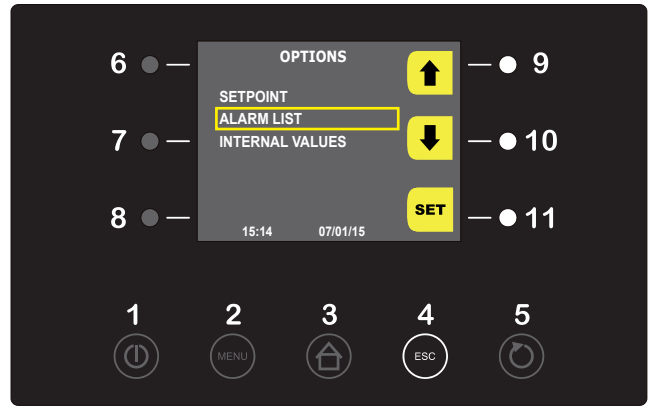 OPTIONS
6
9
SETPOINT
ALARM LIST
7
INTERNAL VALUES
10
8
SET
11
15:14 07/01/15
1 2 3 4 5
MENU ESC